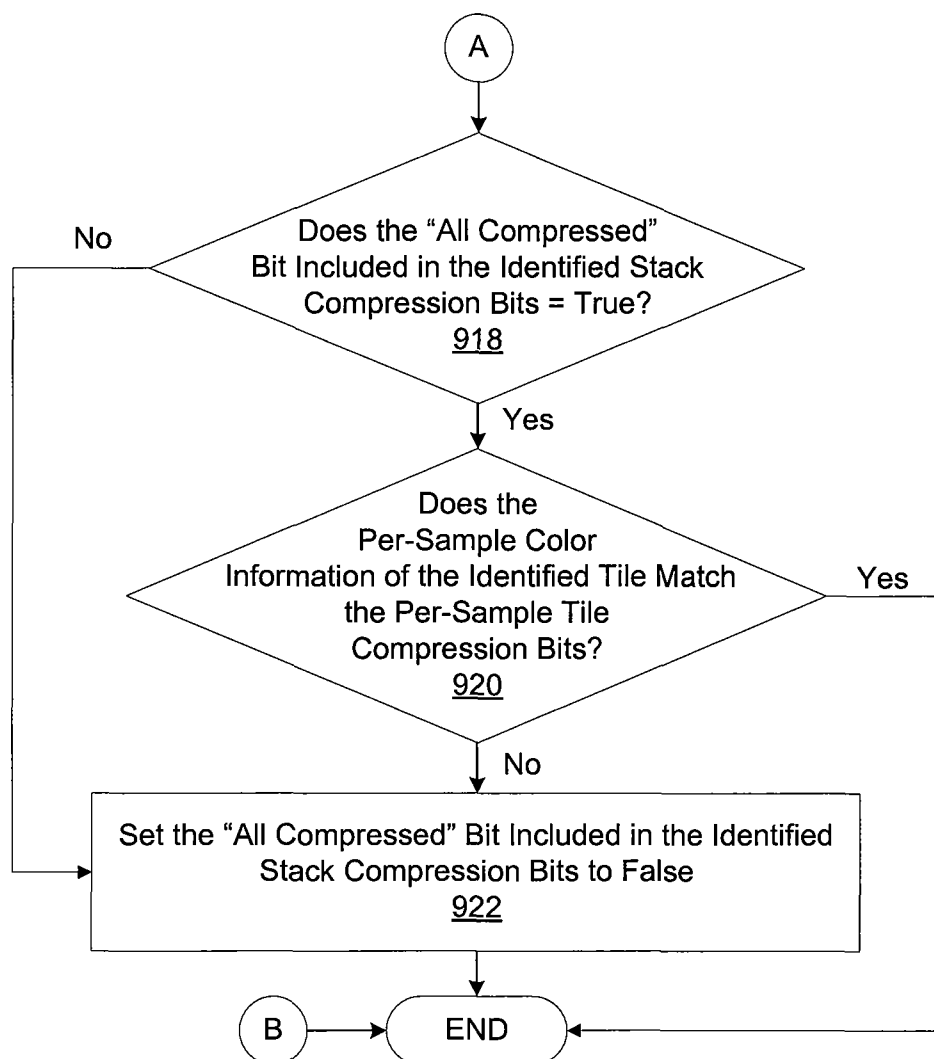 A
No
Does the “All Compressed”
Bit Included in the Identified Stack
Compression Bits = True?
918
Yes
Does the
Per-Sample Color
Information of the Identified Tile Match
the Per-Sample Tile
Compression Bits?
920
Yes
No
Set the “All Compressed” Bit Included in the Identified
Stack Compression Bits to False
922
B
END